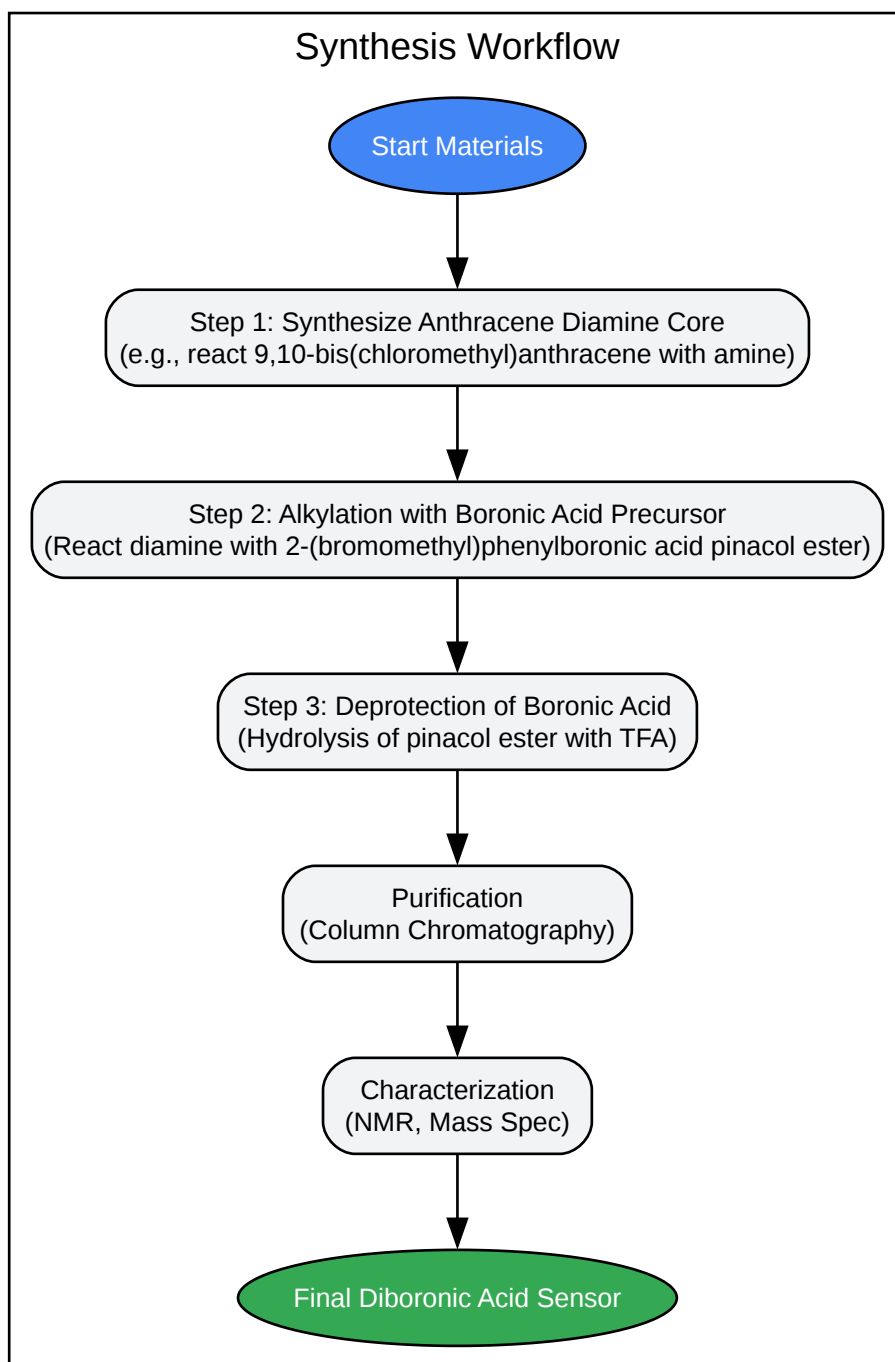 Synthesis Workflow
Start Materials
Step 1: Synthesize Anthracene Diamine Core
(e.g., react 9,10-bis(chloromethyl)anthracene with amine)
Step 2: Alkylation with Boronic Acid Precursor
(React diamine with 2-(bromomethyl)phenylboronic acid pinacol ester)
Step 3: Deprotection of Boronic Acid
(Hydrolysis of pinacol ester with TFA)
Purification
(Column Chromatography)
Characterization
(NMR, Mass Spec)
Final Diboronic Acid Sensor